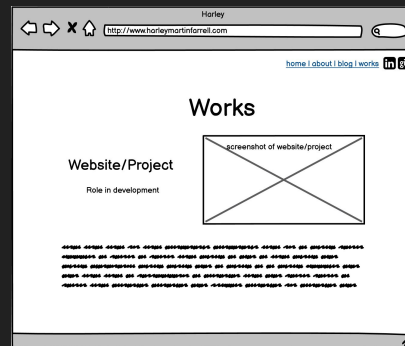 Harley
http://www.harleymartinfarrell.com
home | about | blog | works in
Works
screenshot of website/project
Website/Project
Role in development